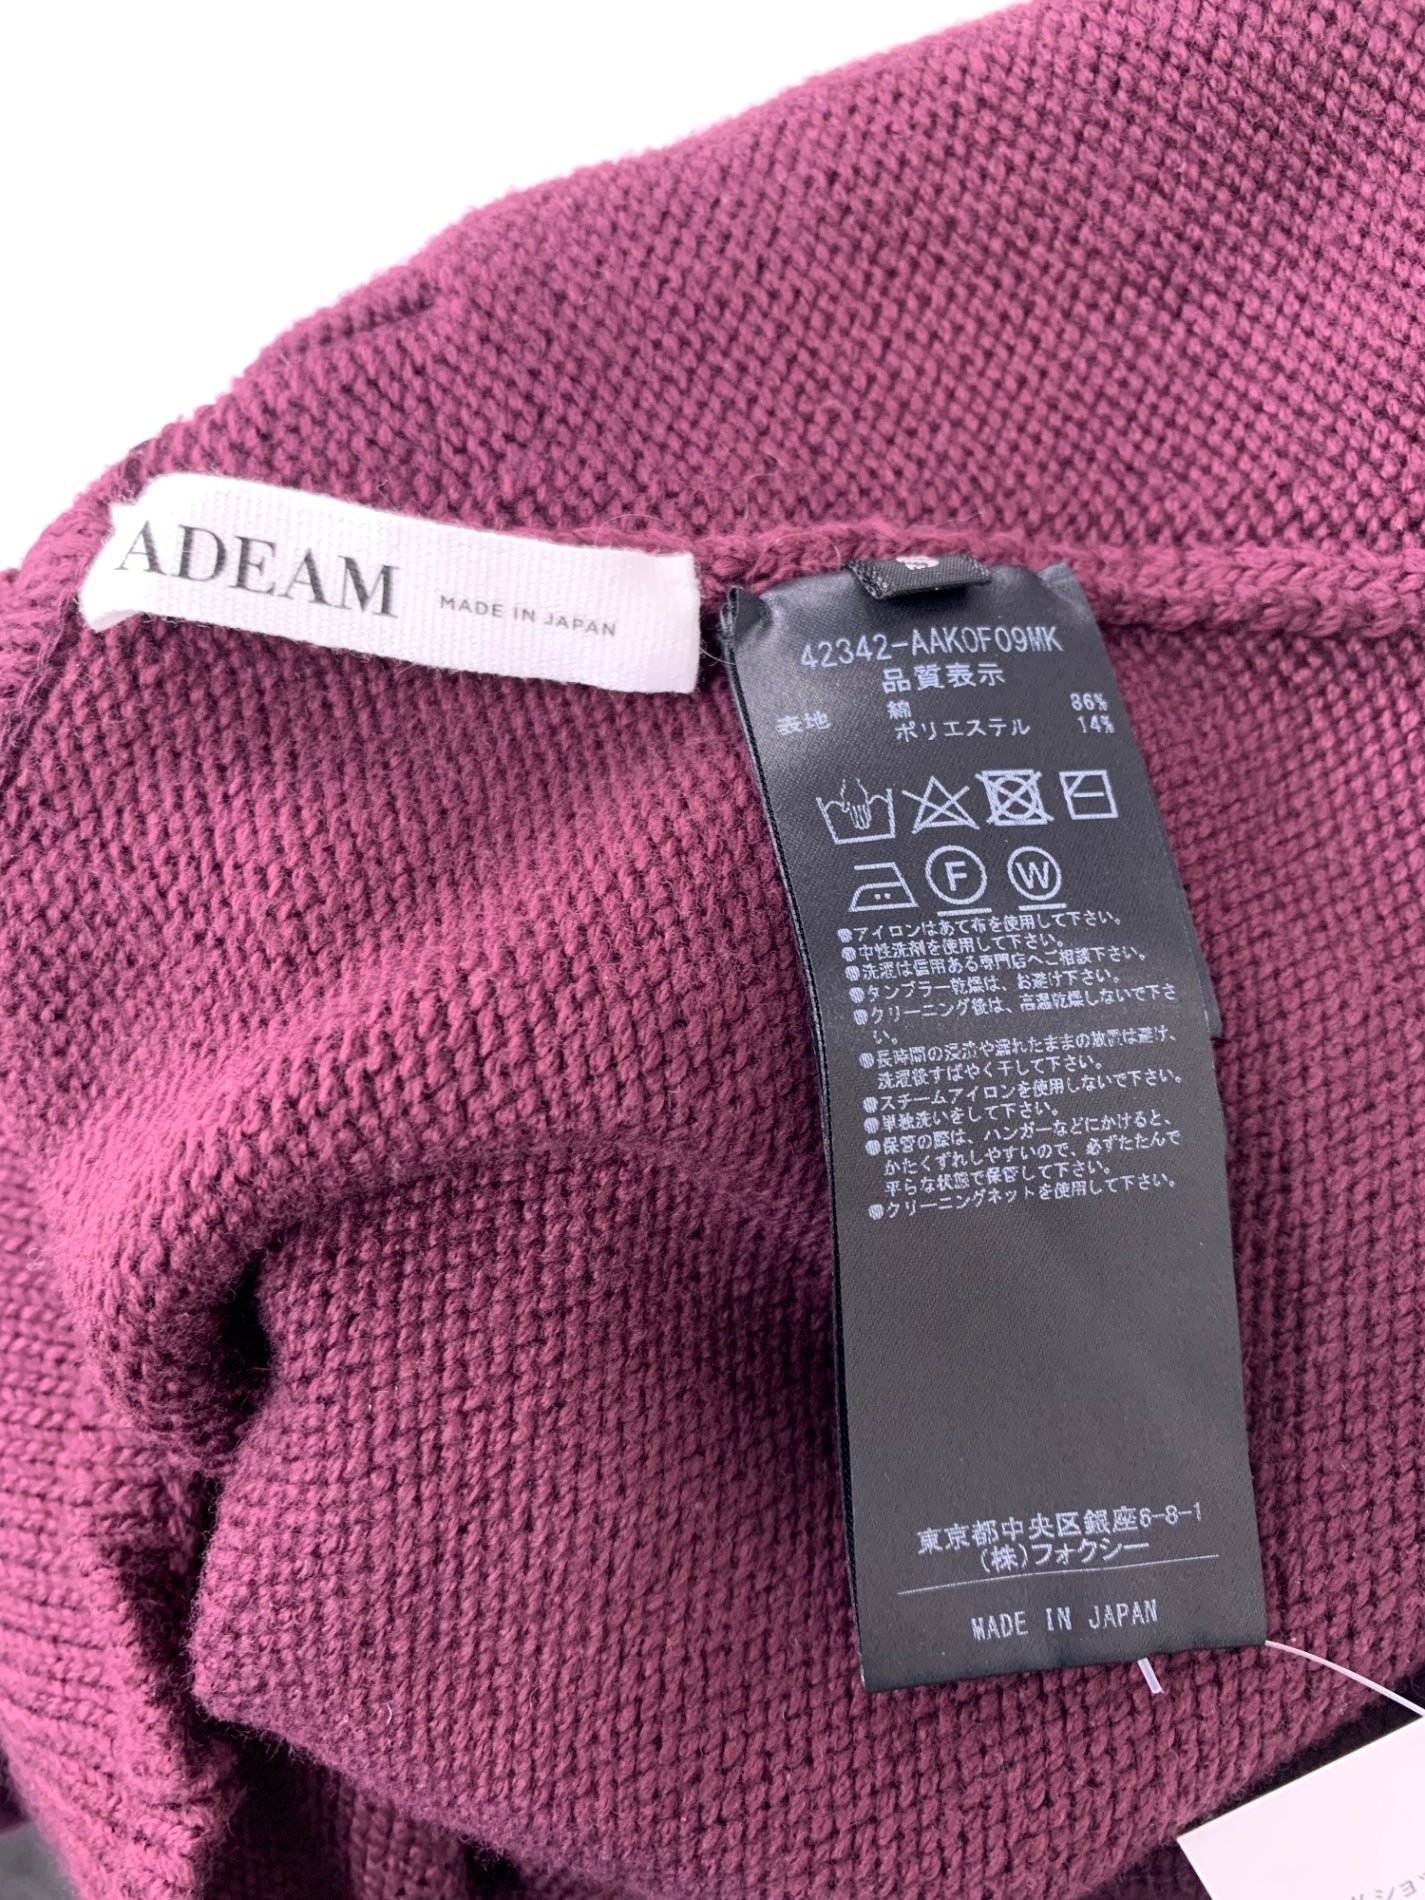 ADEAM
MADE IN JAPAN
42342-AAK0F09MK
品質表示
表地 綿 86%
ポリエステル 14%
F W
●アイロンはあて布を使用して下さい。
●中性洗剤を使用して下さい。
●洗濯は信用ある専門店へご相談下さい。
●タンブラー乾燥は、お避け下さい。
●クリーニング後は、高温乾燥しないで下さ
い。
●長時間の浸漬や濡れたままの放置は避け、
洗濯後すばやく干して下さい。
●スチームアイロンを使用しないで下さい。
●単独洗いをして下さい。
●保管の際は、ハンガーなどにかけると、
かたくずれしやすいので、必ずたたんで
平らな状態で保管して下さい。
●クリーニングネットを使用して下さい。
東京都中央区銀座6-8-1
(株)フォクシー
MADE IN JAPAN